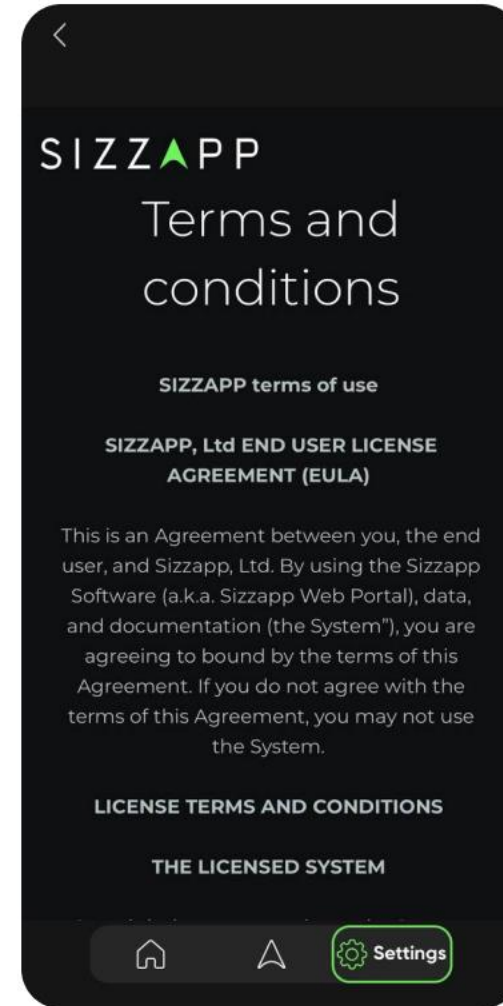 SIZZAPP
Terms and
conditions
SIZZAPP terms of use
SIZZAPP, Ltd END USER LICENSE
AGREEMENT (EULA)
This is an Agreement between you, the end
user, and Sizzapp, Ltd. By using the Sizzapp
Software (a.k.a. Sizzapp Web Portal), data,
and documentation (the System”), you are
agreeing to bound by the terms of this
Agreement. If you do not agree with the
terms of this Agreement, you may not use
the System.
LICENSE TERMS AND CONDITIONS
THE LICENSED SYSTEM
Settings